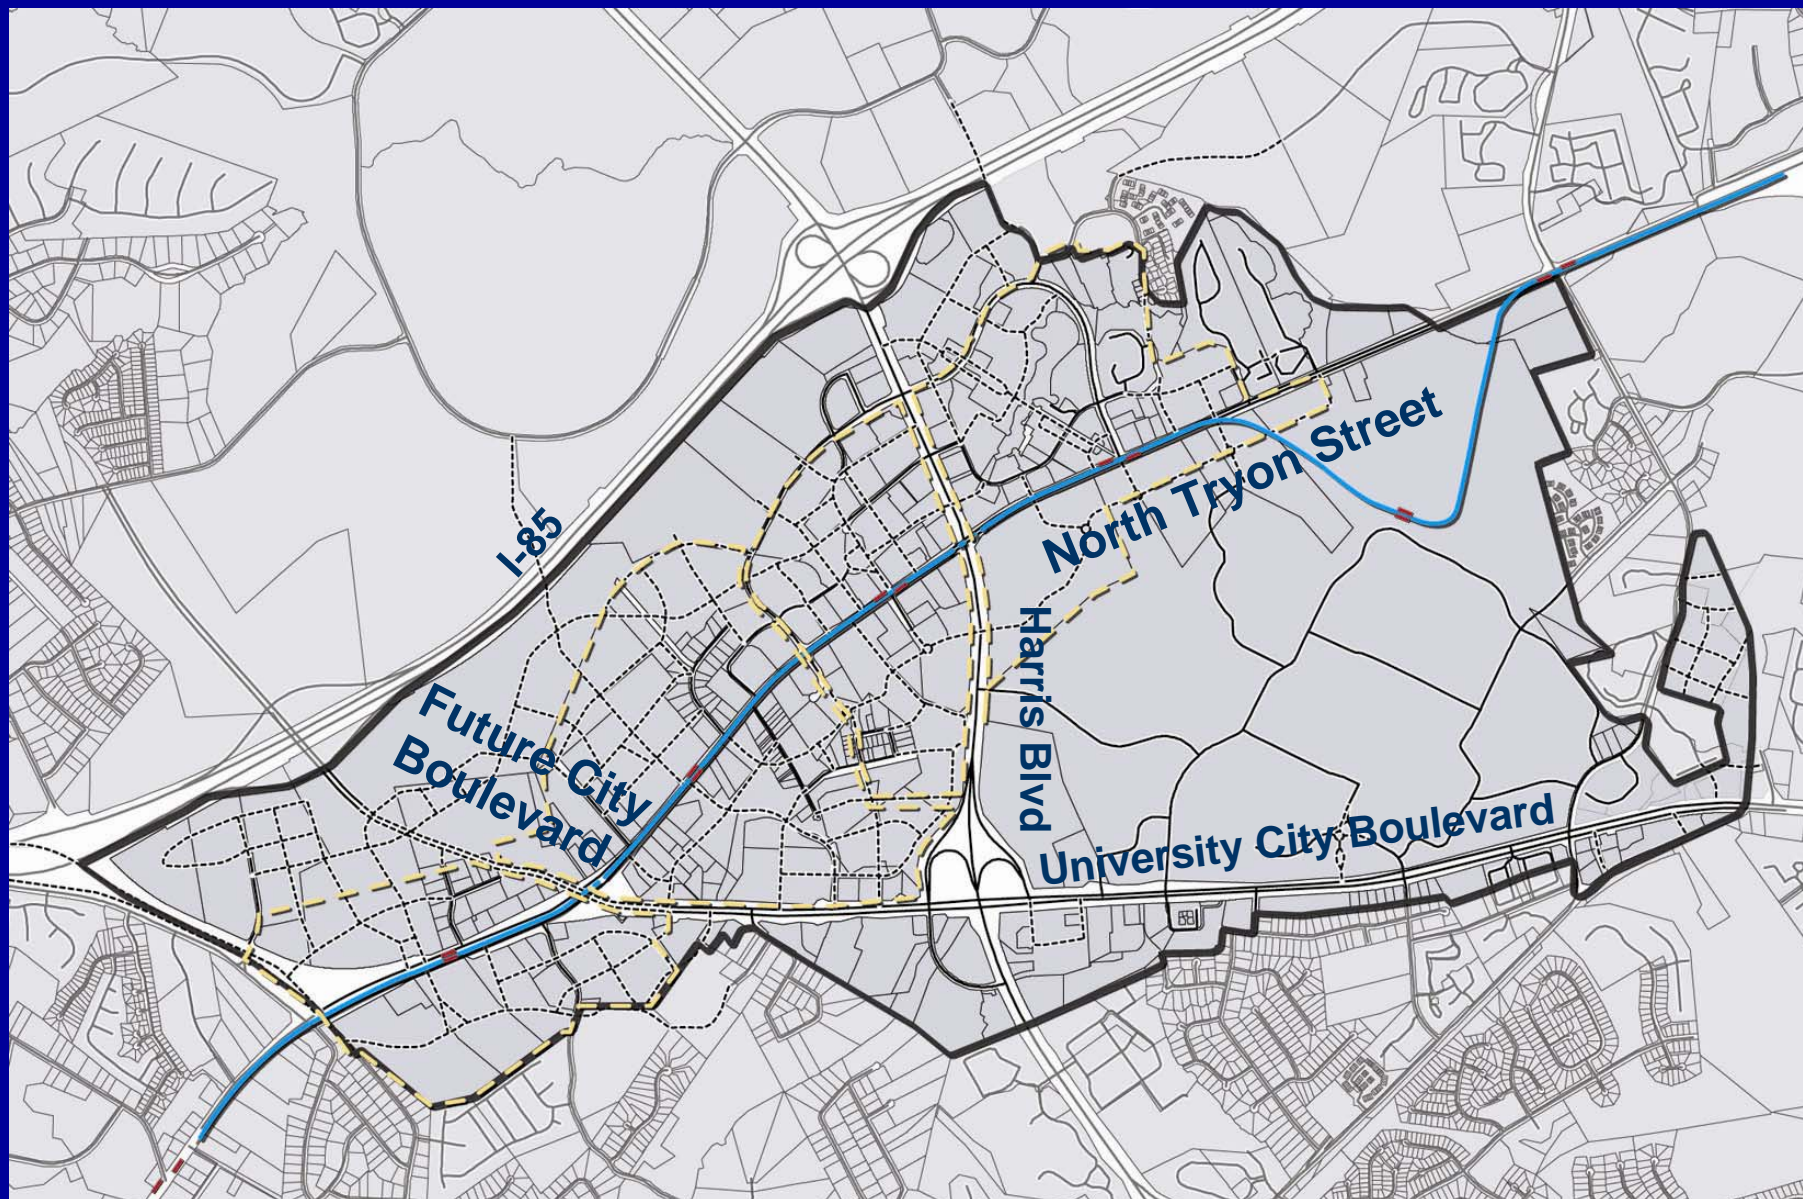 North Tryon Street
I-85
Harris Blvd
Future City
Boulevard
University City Boulevard